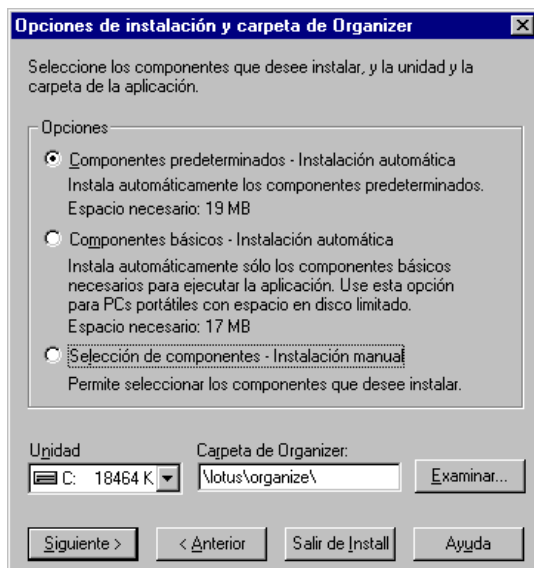 Opciones de instalación y carpeta de Organizer
Seleccione los componentes que desee instalar, y la unidad y la
carpeta de la aplicación.
Opciones
Componentes predeterminados - Instalación automática
Instala automáticamente los componentes predeterminados.
Espacio necesario: 19 MB
Componentes básicos - Instalación automática
Instala automáticamente sólo los componentes básicos
necesarios para ejecutar la aplicación. Use esta opción
para PCs portátiles con espacio en disco limitado.
Espacio necesario: 17 MB
Selección de componentes - Instalación manual
Permite seleccionar los componentes que desee instalar.
Unidad Carpeta de Organizer:
C: 18464 K \lotus\organize\ Examinar...
Siguiente > < Anterior Salir de Install Ayuda